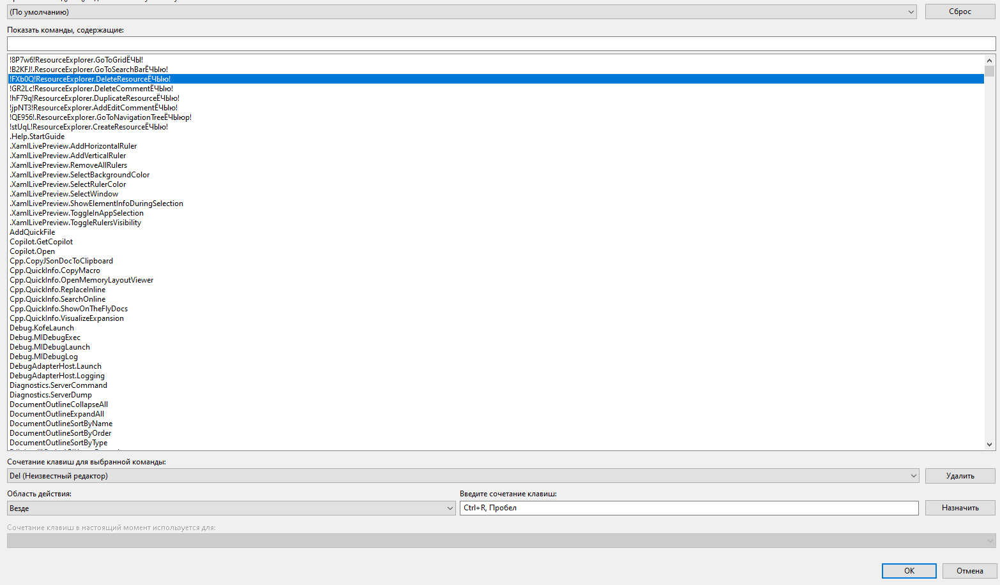 (По умолчанию)
Сброс
Показать команды, содержащие:
!8P7w6!ResourceExplorer.GoToGridЁЧЫ!
!B2KFJ!.ResourceExplorer.GoToSearchBarЁЧЫю!
!FXb0Q!ResourceExplorer.DeleteResourceЁЧЫю!
!GR2Lc!ResourceExplorer.DeleteCommentЁЧЫю!
!hF79q!ResourceExplorer.DuplicateResourceЁЧЫю!
!jpNT3!ResourceExplorer.AddEditCommentЁЧЫю!
!QE956!.ResourceExplorer.GoToNavigationTreeЁЧЫюр!
!stUqL!ResourceExplorer.CreateResourceЁЧЫю!
.Help.StartGuide
.XamlLivePreview.AddHorizontalRuler
.XamlLivePreview.AddVerticalRuler
.XamlLivePreview.RemoveAllRulers
.XamlLivePreview.SelectBackgroundColor
.XamlLivePreview.SelectRulerColor
.XamlLivePreview.SelectWindow
.XamlLivePreview.ShowElementInfoDuringSelection
.XamlLivePreview.ToggleInAppSelection
.XamlLivePreview.ToggleRulersVisibility
AddQuickFile
Copilot.GetCopilot
Copilot.Open
Cpp.CopyJSonDocToClipboard
Cpp.QuickInfo.CopyMacro
Cpp.QuickInfo.OpenMemoryLayoutViewer
Cpp.QuickInfo.ReplaceInline
Cpp.QuickInfo.SearchOnline
Cpp.QuickInfo.ShowOnTheFlyDocs
Cpp.QuickInfo.VisualizeExpansion
Debug.KofeLaunch
Debug.MIDebugExec
Debug.MIDebugLaunch
Debug.MIDebugLog
DebugAdapterHost.Launch
DebugAdapterHost.Logging
Diagnostics.ServerCommand
Diagnostics.ServerDump
DocumentOutlineCollapseAll
DocumentOutlineExpandAll
DocumentOutlineSortByName
DocumentOutlineSortByOrder
DocumentOutlineSortByType
Сочетание клавиш для выбранной команды:
Del (Неизвестный редактор)
Удалить
Область действия:
Введите сочетание клавиш:
Везде
Ctrl+R, Пробел
Назначить
Сочетание клавиш в настоящий момент используется для:
ОК
Отмена